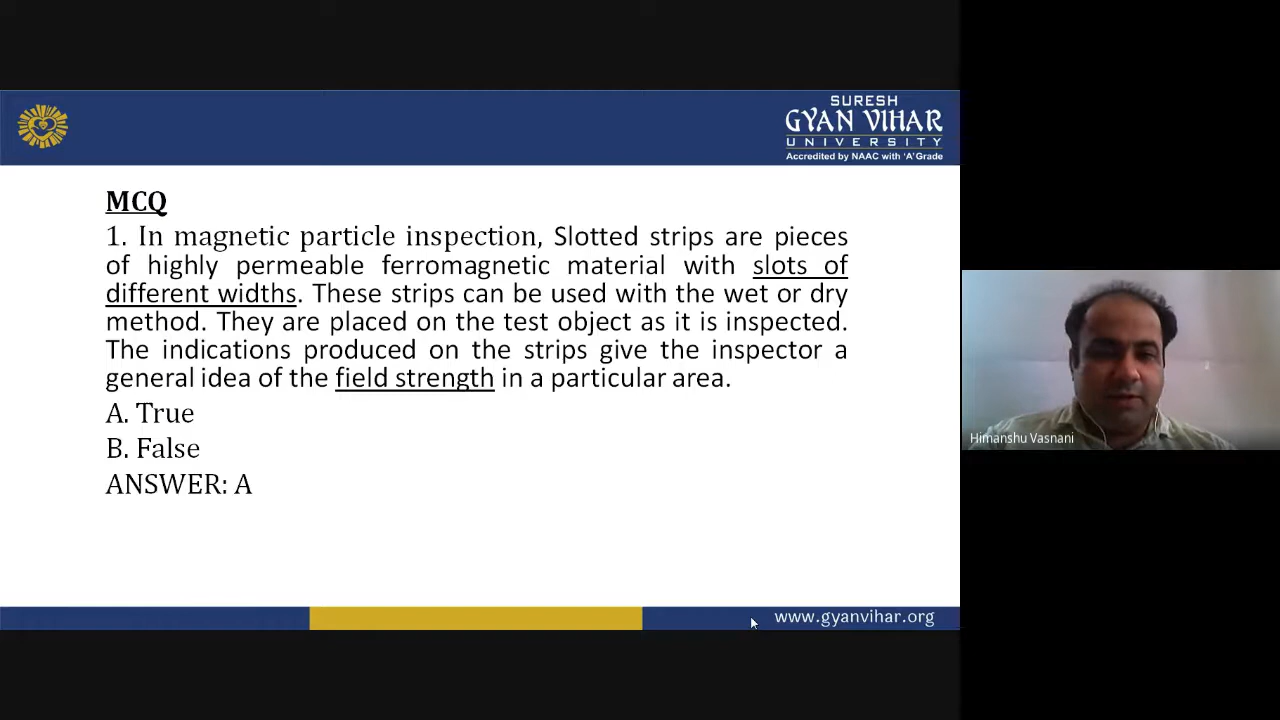 SURESH
GYAN VIHAR
UNIVERSITY
Accredited by NAAC with 'A' Grade
MCQ
1. In magnetic particle inspection, Slotted strips are pieces
of highly permeable ferromagnetic material with slots of
different widths. These strips can be used with the wet or dry
method. They are placed on the test object as it is inspected.
The indications produced on the strips give the inspector a
general idea of the field strength in a particular area.
A. True
B. False
ANSWER: A
Himanshu Vasnani
www.gyanvihar.org